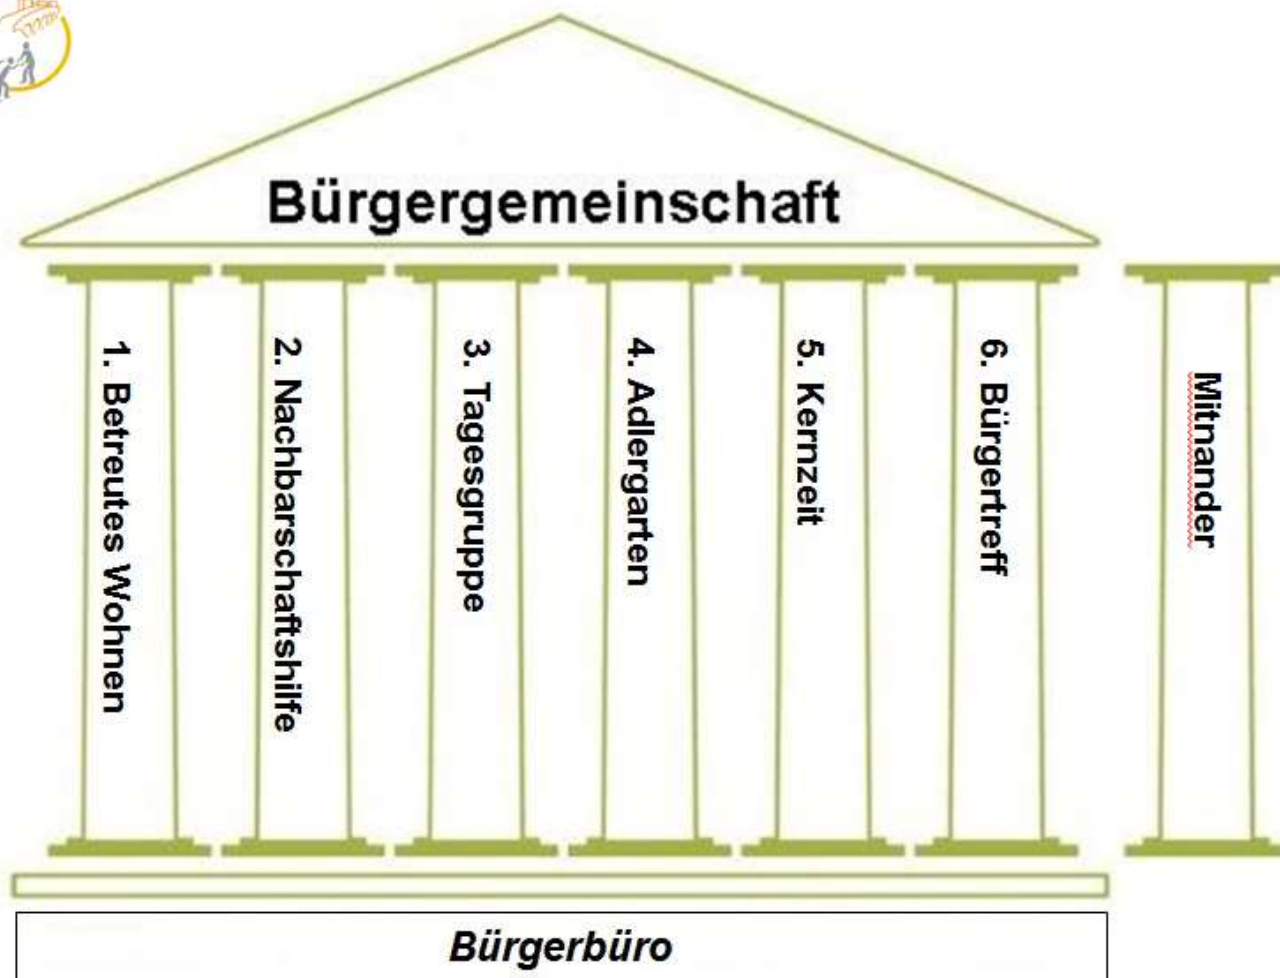 Bürgergemeinschaft
1. Betreutes Wohnen
2. Nachbarschaftshilfe
3. Tagesgruppe
4. Adlergarten
5. Kernzeit
6. Bürgertreff
Mitnander
Bürgerbüro